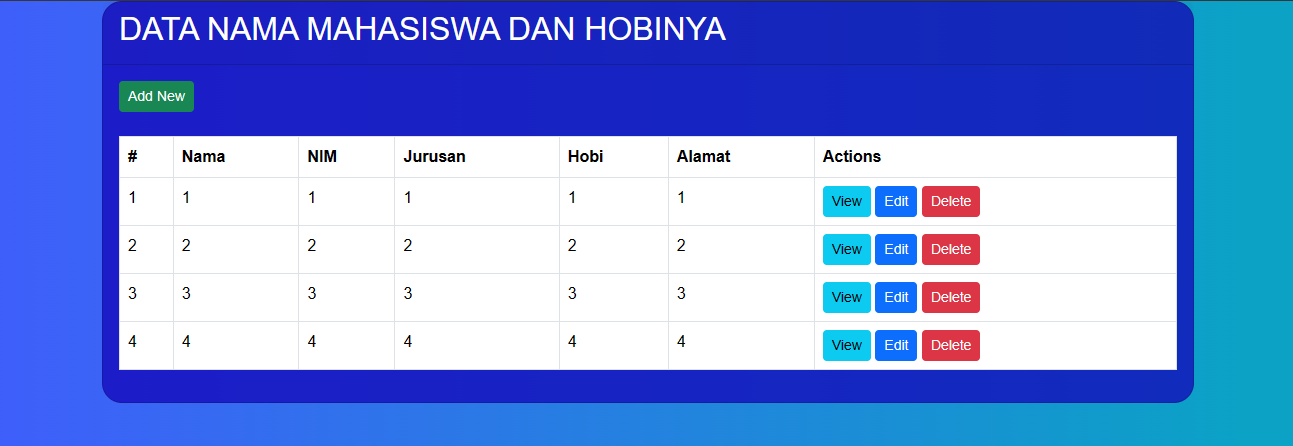 DATA NAMA MAHASISWA DAN HOBINYA
Add New
# Nama NIM Jurusan Hobi Alamat Actions
1 1 1 1 1 1 View Edit Delete
2 2 2 2 2 2 View Edit Delete
3 3 3 3 3 3 View Edit Delete
4 4 4 4 4 4 View Edit Delete